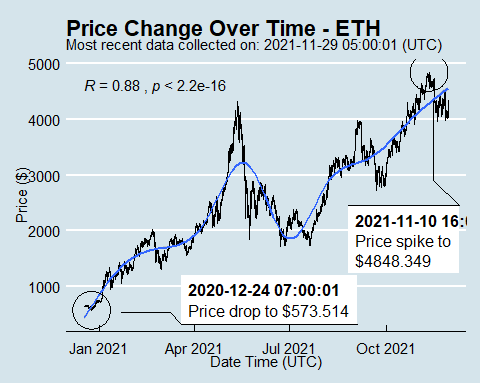 Price Change Over Time - ETH
Most recent data collected on: 2021-11-29 05:00:01 (UTC)
5000
R = 0.88 , p < 2.2e-16
4000
3000
Price ($)
2021-11-10 16:
Price spike to
$4848.349
2000
2020-12-24 07:00:01
Price drop to $573.514
1000
Jan 2021
Apr 2021
Jul 2021
Oct 2021
Date Time (UTC)